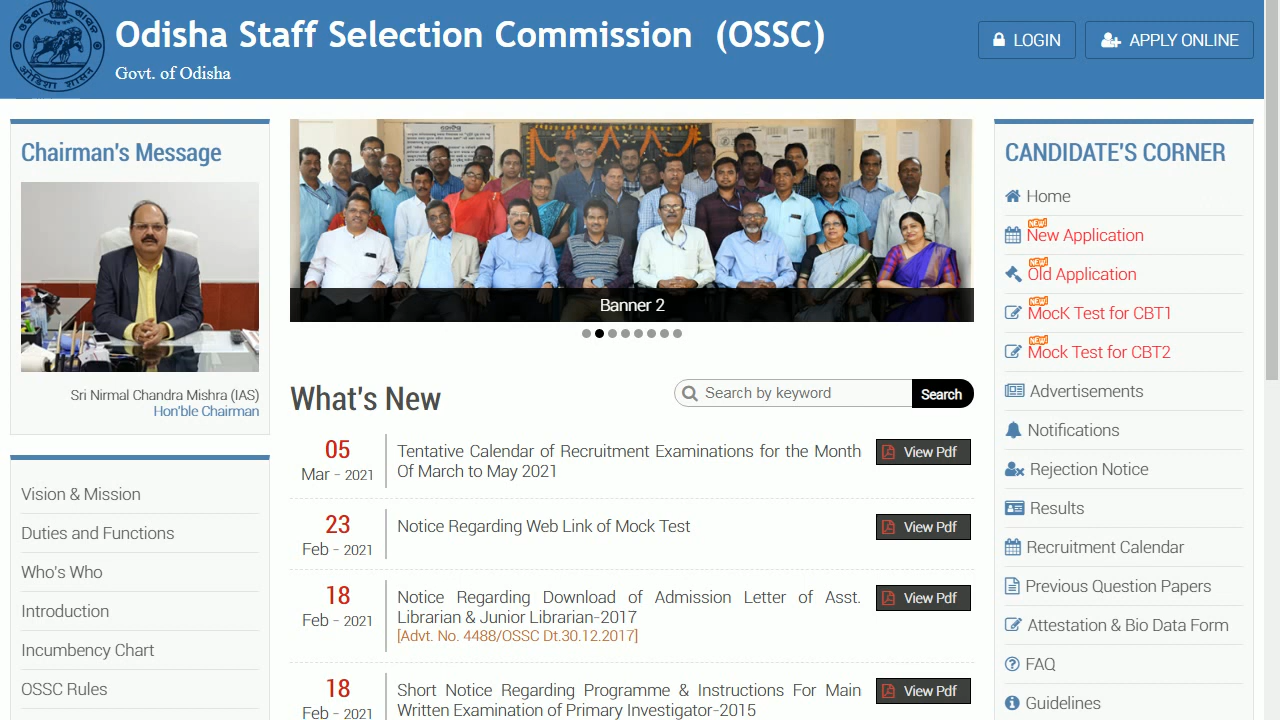 Odisha Staff Selection Commission (OSSC)
Govt. of Odisha
LOGIN
APPLY ONLINE
Chairman's Message
Sri Nirmal Chandra Mishra (IAS)
Hon'ble Chairman
Vision & Mission
Duties and Functions
Who's Who
Introduction
Incumbency Chart
OSSC Rules
Banner 2
What's New
Search by keyword
Search
05
Mar - 2021
Tentative Calendar of Recruitment Examinations for the Month
Of March to May 2021
View Pdf
23
Feb - 2021
Notice Regarding Web Link of Mock Test
View Pdf
18
Feb - 2021
Notice Regarding Download of Admission Letter of Asst.
Librarian & Junior Librarian-2017
[Advt. No. 4488/OSSC Dt.30.12.2017]
View Pdf
18
Feb - 2021
Short Notice Regarding Programme & Instructions For Main
Written Examination of Primary Investigator-2015
View Pdf
CANDIDATE'S CORNER
Home
NEW!
New Application
NEW!
Old Application
NEW!
MocK Test for CBT1
NEW!
Mock Test for CBT2
Advertisements
Notifications
Rejection Notice
Results
Recruitment Calendar
Previous Question Papers
Attestation & Bio Data Form
FAQ
Guidelines